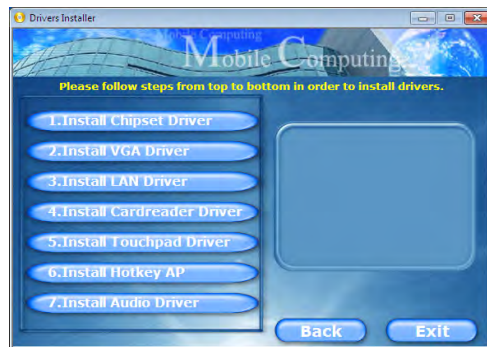 Drivers Installer
Mobile Computing
Mobile Computing
Please follow steps from top to bottom in order to install drivers.
1.Install Chipset Driver
2.Install VGA Driver
3.Install LAN Driver
4.Install Cardreader Driver
5.Install Touchpad Driver
6.Install Hotkey AP
7.Install Audio Driver
Back
Exit